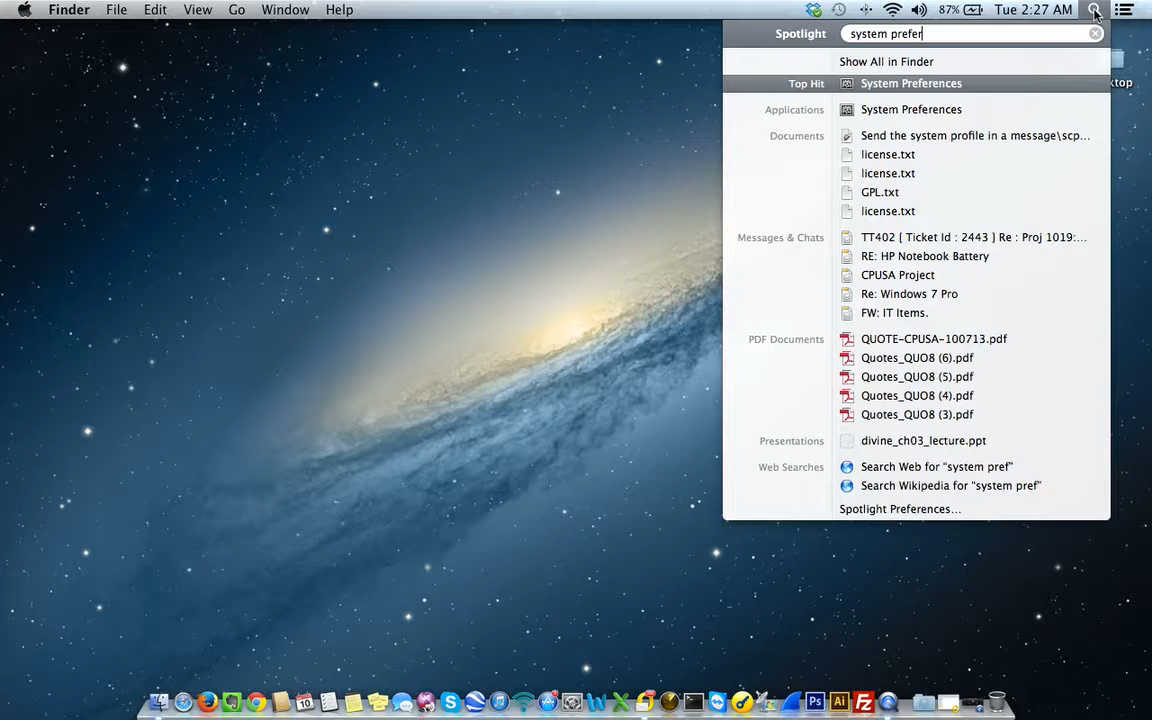 Finder File Edit View Go Window Help 87% Tue 2:27 AM
Spotlight system prefer
Show All in Finder
Top Hit System Preferences
Applications System Preferences
Documents Send the system profile in a message\scp...
license.txt
license.txt
GPL.txt
license.txt
Messages & Chats TT402 [ Ticket Id : 2443 ] Re : Proj 1019:...
RE: HP Notebook Battery
CPUSA Project
Re: Windows 7 Pro
FW: IT Items.
PDF Documents QUOTE-CPUSA-100713.pdf
Quotes_QUO8 (6).pdf
Quotes_QUO8 (5).pdf
Quotes_QUO8 (4).pdf
Quotes_QUO8 (3).pdf
Presentations divine_ch03_lecture.ppt
Web Searches Search Web for "system pref"
Search Wikipedia for "system pref"
Spotlight Preferences...
ktop
10
Ps Ai Fz